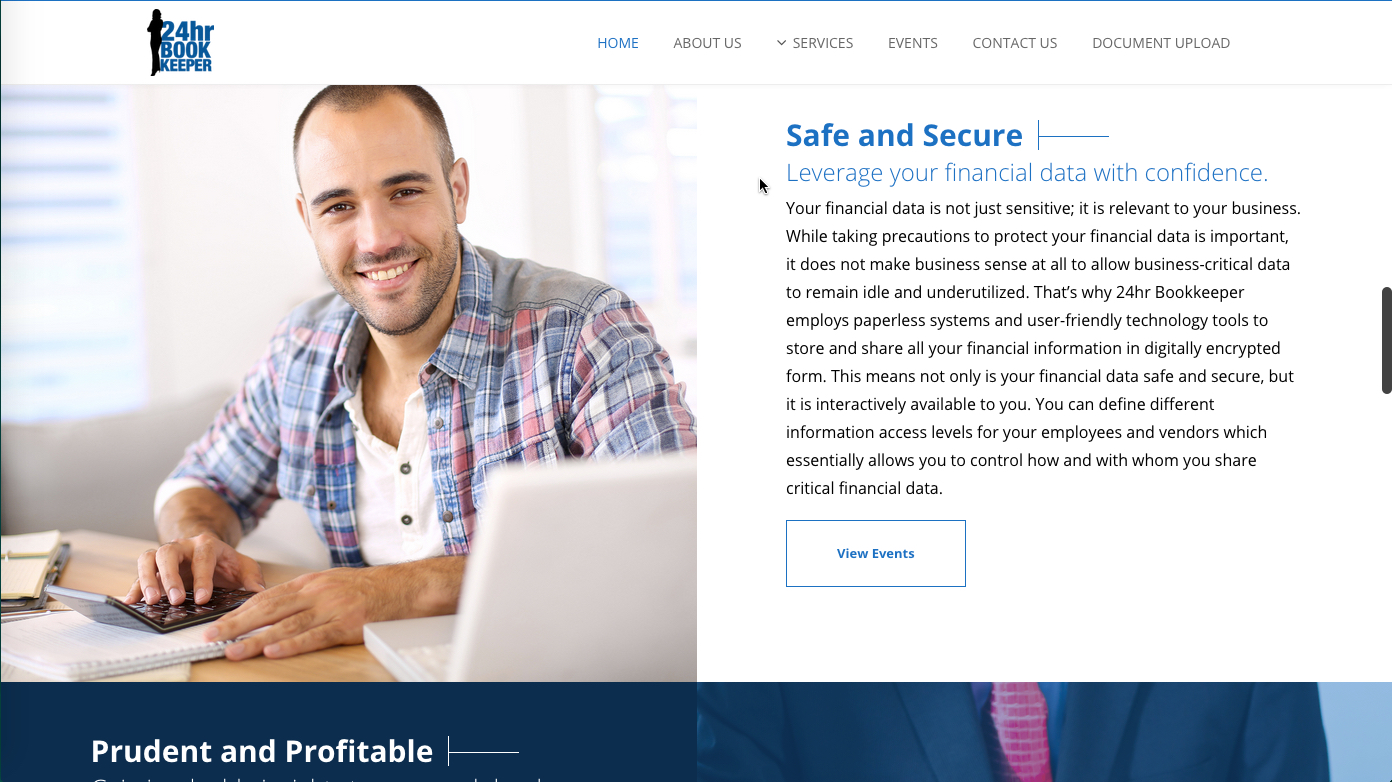 24hr
BOOK
KEEPER
HOME
ABOUT US
SERVICES
EVENTS
CONTACT US
DOCUMENT UPLOAD
Safe and Secure
Leverage your financial data with confidence.
Your financial data is not just sensitive; it is relevant to your business.
While taking precautions to protect your financial data is important,
it does not make business sense at all to allow business-critical data
to remain idle and underutilized. That’s why 24hr Bookkeeper
employs paperless systems and user-friendly technology tools to
store and share all your financial information in digitally encrypted
form. This means not only is your financial data safe and secure, but
it is interactively available to you. You can define different
information access levels for your employees and vendors which
essentially allows you to control how and with whom you share
critical financial data.
View Events
Prudent and Profitable